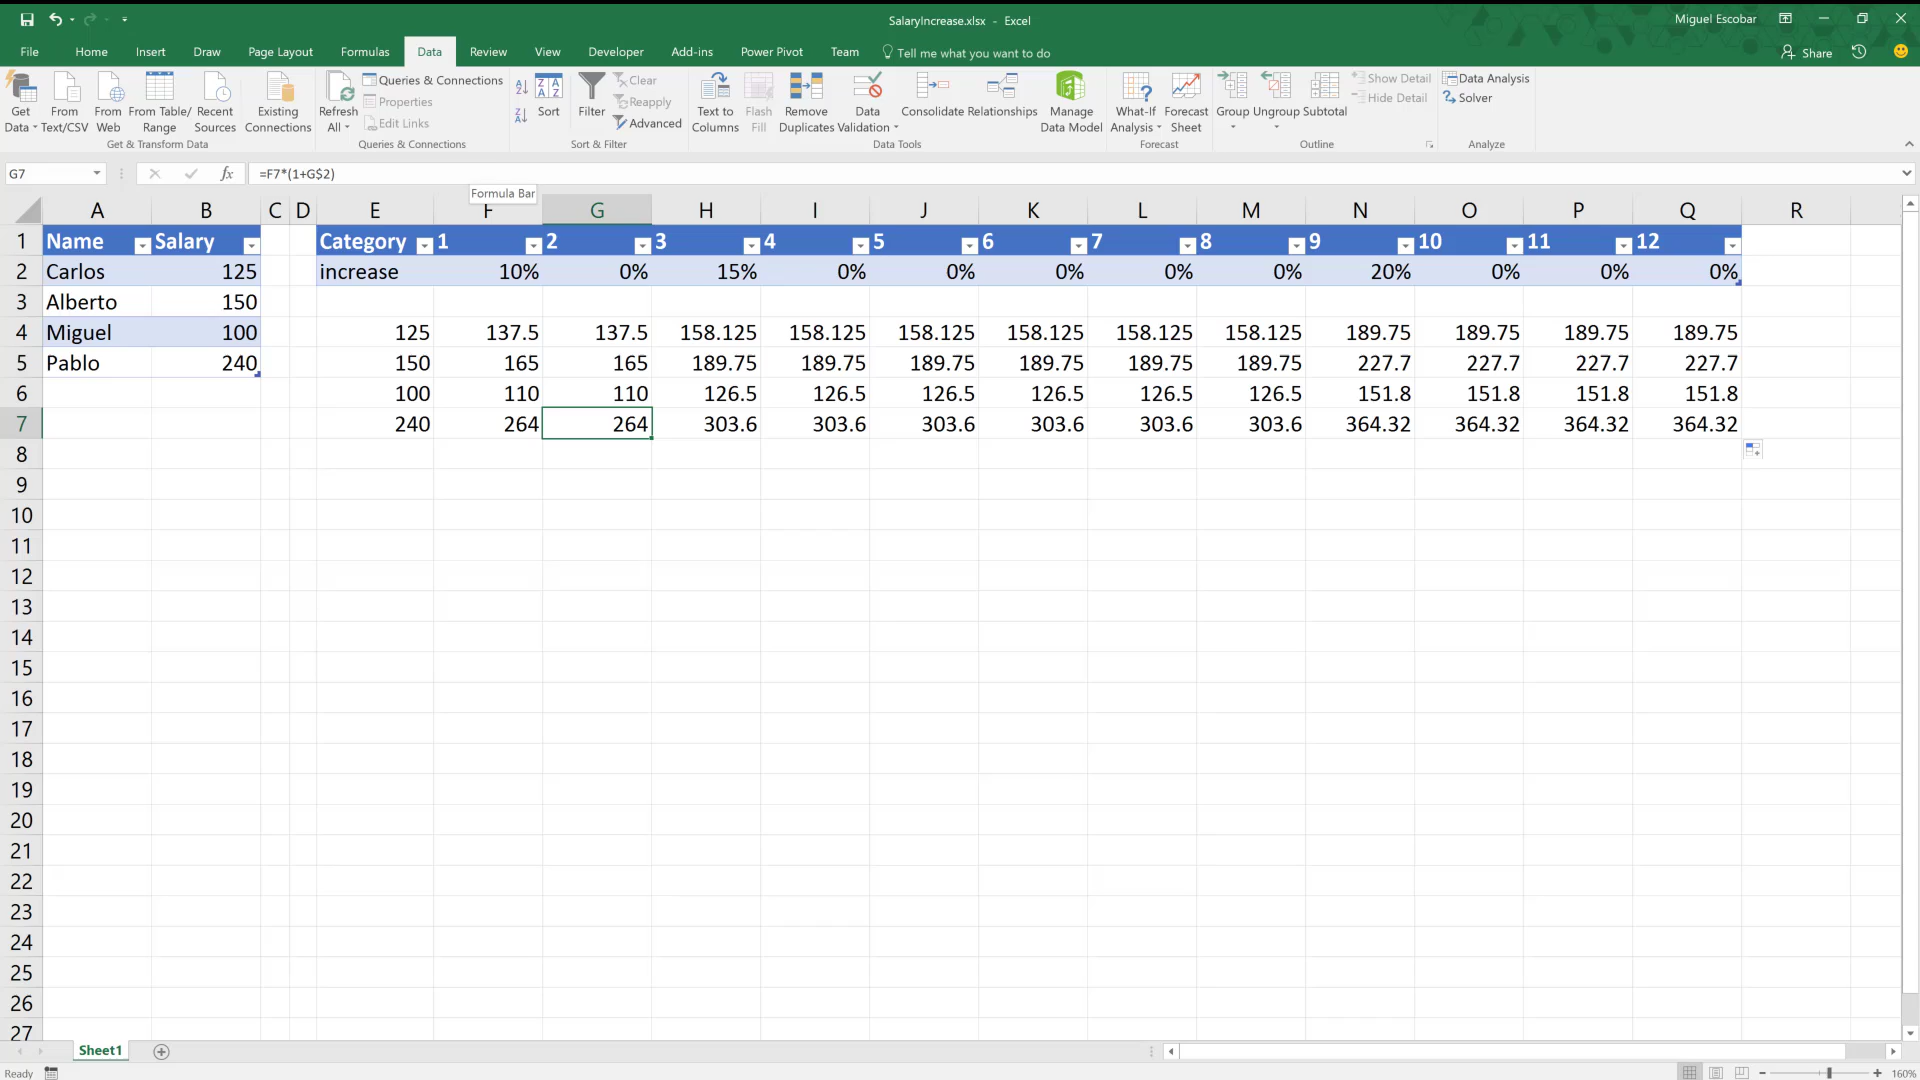 SalaryIncrease.xlsx - Excel
Miguel Escobar
File Home Insert Draw Page Layout Formulas Data Review View Developer Add-ins Power Pivot Team Tell me what you want to do Share
Get Data From Text/CSV From Web From Table/Range Recent Sources Existing Connections Refresh All Queries & Connections Properties Edit Links Sort Filter Clear Reapply Advanced Text to Columns Flash Fill Remove Duplicates Data Validation Consolidate Relationships Manage Data Model What-If Analysis Forecast Sheet Group Ungroup Subtotal Show Detail Hide Detail Data Analysis Solver
Get & Transform Data Queries & Connections Sort & Filter Data Tools Forecast Outline Analyze
G7 fx =F7*(1+G$2)
Formula Bar
A B C D E F G H I J K L M N O P Q R
1 Name Salary Category 1 2 3 4 5 6 7 8 9 10 11 12
2 Carlos 125 increase 10% 0% 15% 0% 0% 0% 0% 0% 20% 0% 0% 0%
3 Alberto 150
4 Miguel 100 125 137.5 137.5 158.125 158.125 158.125 158.125 158.125 158.125 189.75 189.75 189.75 189.75
5 Pablo 240 150 165 165 189.75 189.75 189.75 189.75 189.75 189.75 227.7 227.7 227.7 227.7
6 100 110 110 126.5 126.5 126.5 126.5 126.5 126.5 151.8 151.8 151.8 151.8
7 240 264 264 303.6 303.6 303.6 303.6 303.6 303.6 364.32 364.32 364.32 364.32
8
9
10
11
12
13
14
15
16
17
18
19
20
21
22
23
24
25
26
27
Sheet1
Ready 160%